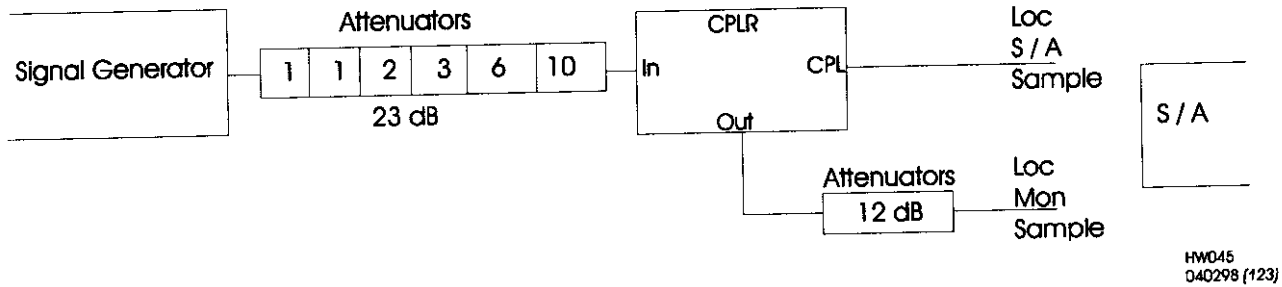 Attenuators
Signal Generator
1 1 2 3 6 10
23 dB
CPLR
In
CPL
Out
Loc
S / A
Sample
S / A
Attenuators
12 dB
Loc
Mon
Sample
HW045
040298 (123)